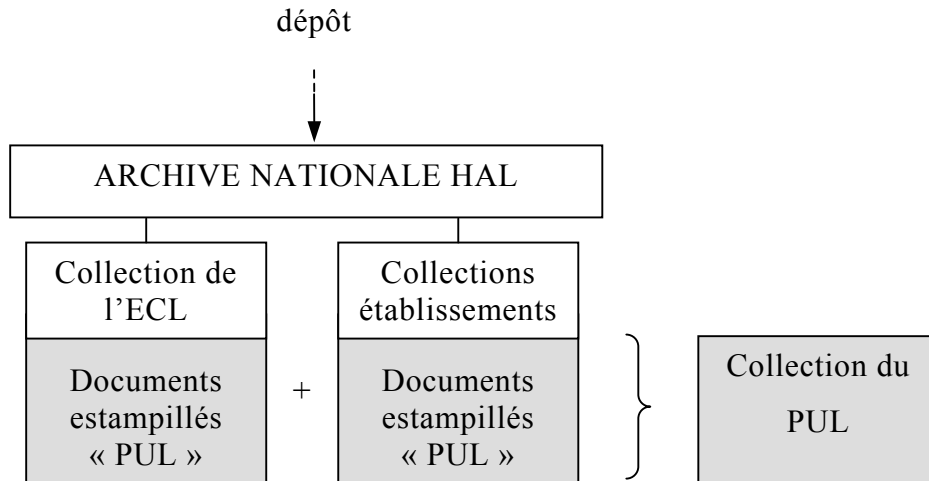 dépôt
ARCHIVE NATIONALE HAL
Collection de
l’ECL
Collections
établissements
Documents
estampillés
« PUL »
+
Documents
estampillés
« PUL »
Collection du
PUL